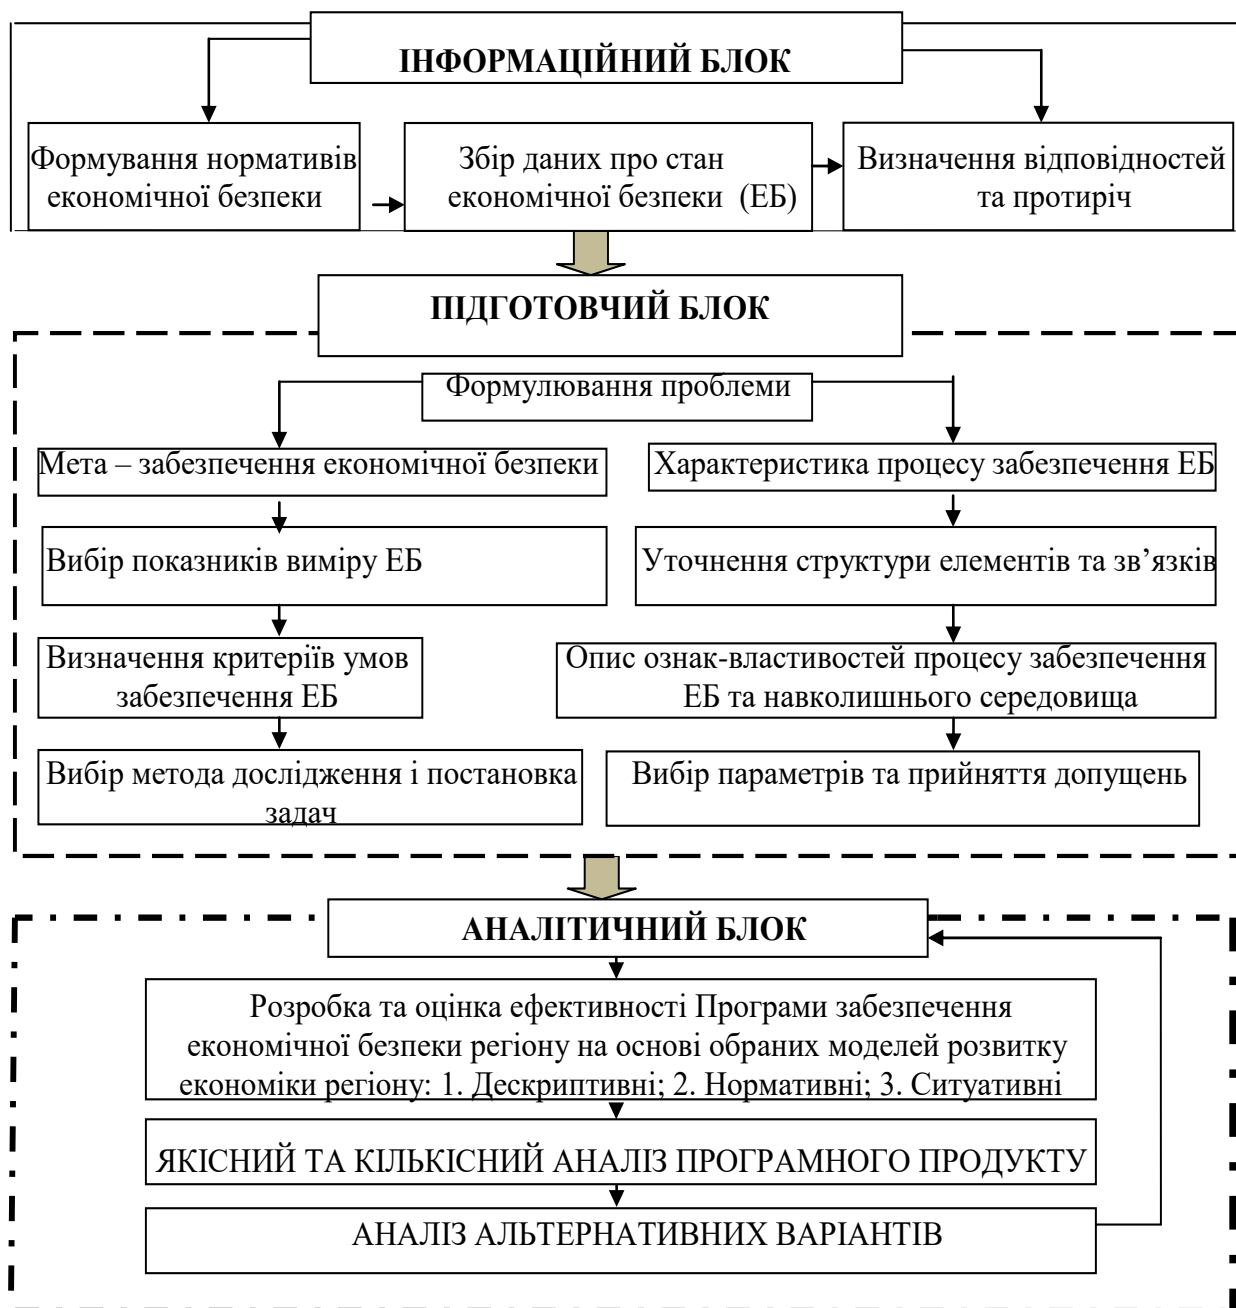 ІНФОРМАЦІЙНИЙ БЛОК
Формування нормативів
економічної безпеки
Збір даних про стан
економічної безпеки (ЕБ)
Визначення відповідностей
та протиріч
ПІДГОТОВЧИЙ БЛОК
Формулювання проблеми
Мета – забезпечення економічної безпеки
Вибір показників виміру ЕБ
Визначення критеріїв умов
забезпечення ЕБ
Вибір метода дослідження і постановка
задач
Характеристика процесу забезпечення ЕБ
Уточнення структури елементів та зв’язків
Опис ознак-властивостей процесу забезпечення
ЕБ та навколишнього середовища
Вибір параметрів та прийняття допущень
АНАЛІТИЧНИЙ БЛОК
Розробка та оцінка ефективності Програми забезпечення
економічної безпеки регіону на основі обраних моделей розвитку
економіки регіону: 1. Дескриптивні; 2. Нормативні; 3. Ситуативні
ЯКІСНИЙ ТА КІЛЬКІСНИЙ АНАЛІЗ ПРОГРАМНОГО ПРОДУКТУ
АНАЛІЗ АЛЬТЕРНАТИВНИХ ВАРІАНТІВ